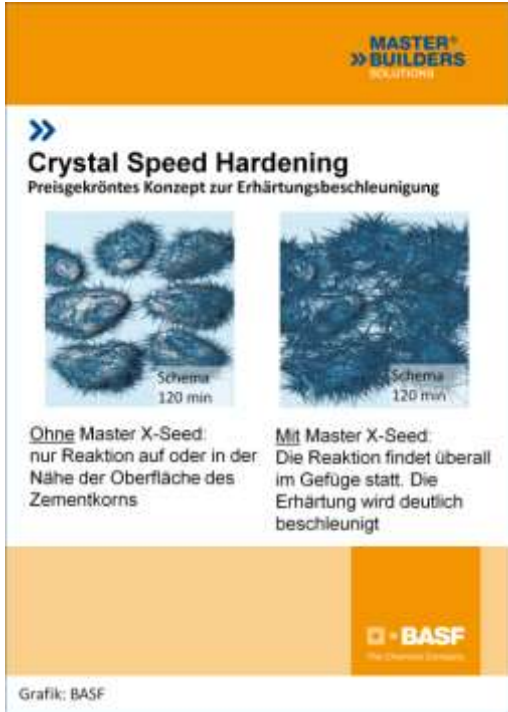 MASTER®
BUILDERS
SOLUTIONS
Crystal Speed Hardening
Preisgekröntes Konzept zur Erhärtungsbeschleunigung
Schema
120 min
Schema
120 min
Ohne Master X-Seed:
nur Reaktion auf oder in der
Nähe der Oberfläche des
Zementkorns
Mit Master X-Seed:
Die Reaktion findet überall
im Gefüge statt. Die
Erhärtung wird deutlich
beschleunigt
BASF
The Chemical Company
Grafik: BASF